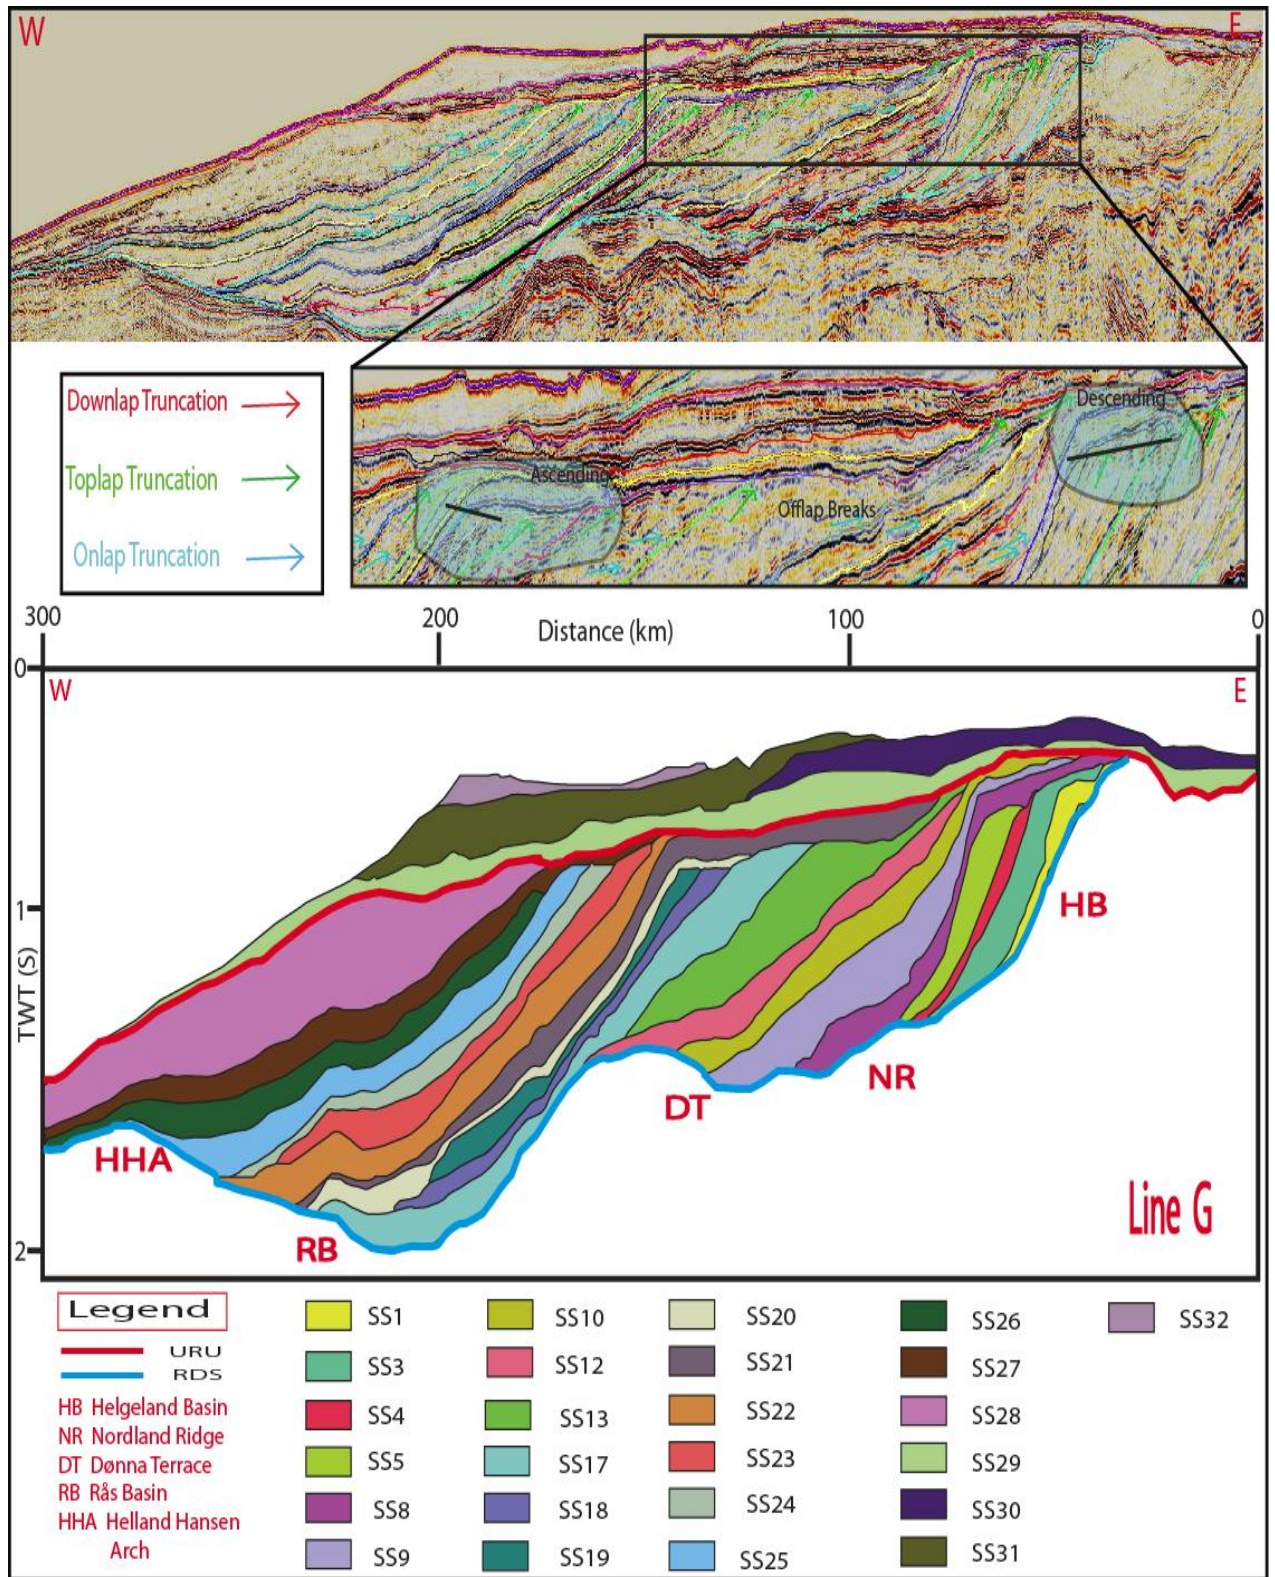 W
E
Downlap Truncation
Toplap Truncation
Onlap Truncation
Ascending
Offlap Breaks
Descending
300
200
Distance (km)
100
0
0
W
E
1
TWT (S)
HB
NR
DT
HHA
RB
2
Line G
Legend
URU
RDS
HB Helgeland Basin
NR Nordland Ridge
DT Dønna Terrace
RB Rås Basin
HHA Helland Hansen
Arch
SS1
SS3
SS4
SS5
SS8
SS9
SS10
SS12
SS13
SS17
SS18
SS19
SS20
SS21
SS22
SS23
SS24
SS25
SS26
SS27
SS28
SS29
SS30
SS31
SS32